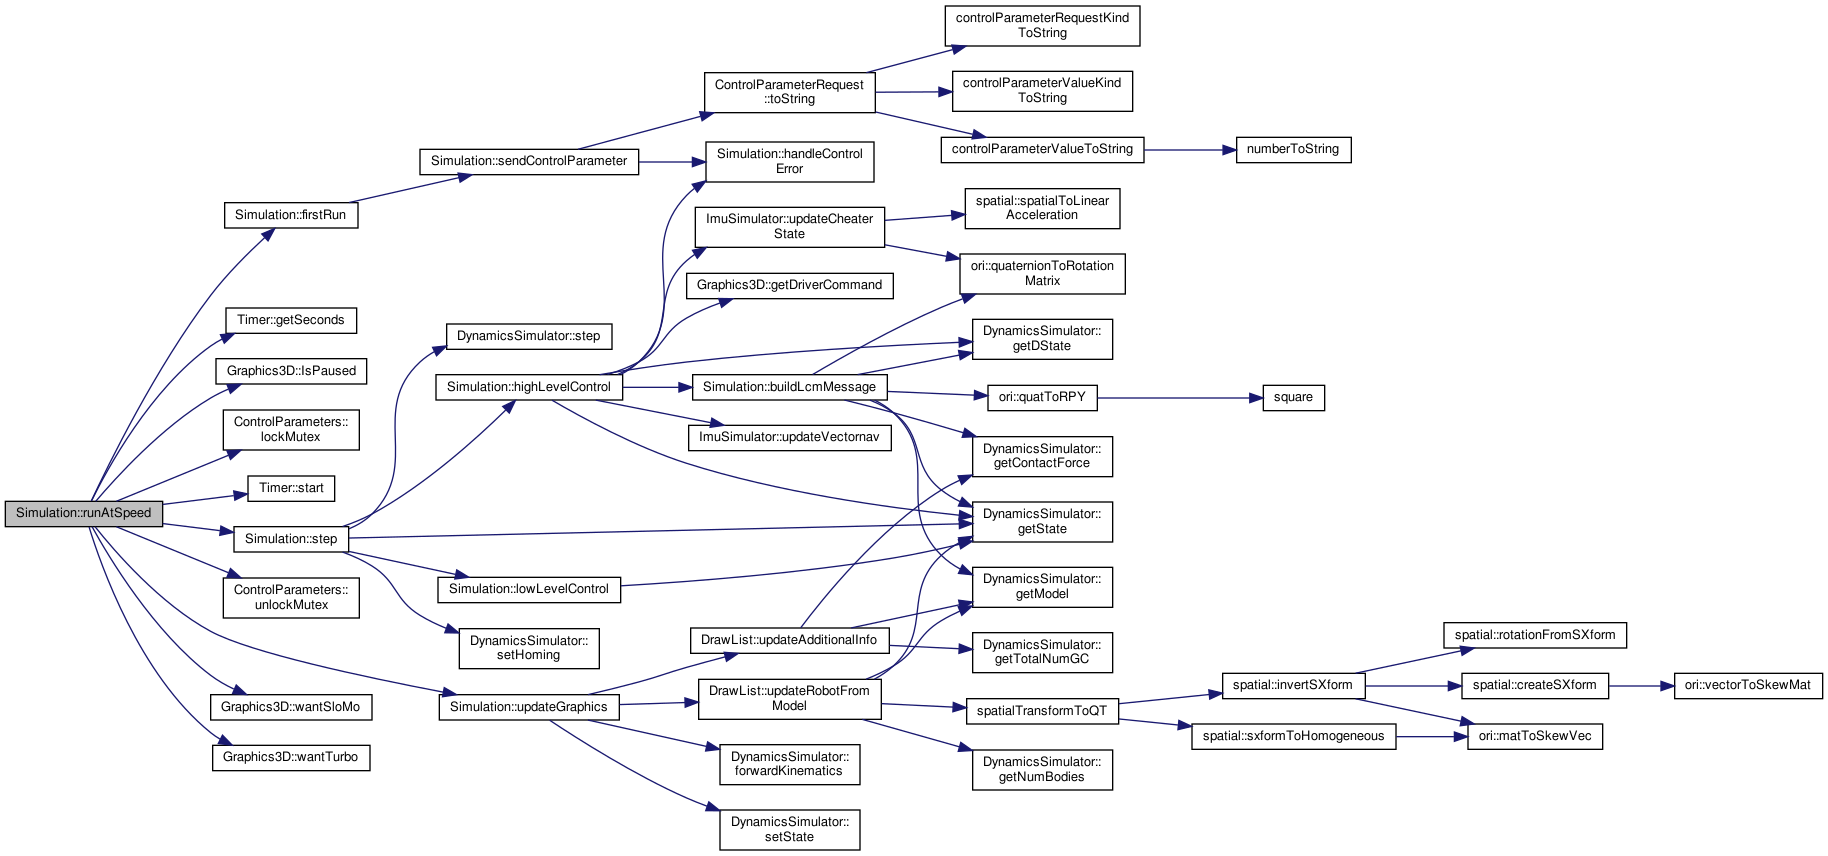 Simulation::runAtSpeed
Simulation::firstRun
Timer::getSeconds
Graphics3D::IsPaused
ControlParameters::
lockMutex
Timer::start
Simulation::step
ControlParameters::
unlockMutex
Graphics3D::wantSloMo
Graphics3D::wantTurbo
Simulation::sendControlParameter
DynamicsSimulator::step
Simulation::highLevelControl
Simulation::lowLevelControl
DynamicsSimulator::
setHoming
Simulation::updateGraphics
ControlParameterRequest
::toString
Simulation::handleControl
Error
ImuSimulator::updateCheater
State
Graphics3D::getDriverCommand
Simulation::buildLcmMessage
ImuSimulator::updateVectornav
DrawList::updateAdditionalInfo
DrawList::updateRobotFrom
Model
DynamicsSimulator::
forwardKinematics
DynamicsSimulator::
setState
controlParameterRequestKind
ToString
controlParameterValueKind
ToString
controlParameterValueToString
spatial::spatialToLinear
Acceleration
ori::quaternionToRotation
Matrix
DynamicsSimulator::
getDState
ori::quatToRPY
DynamicsSimulator::
getContactForce
DynamicsSimulator::
getState
DynamicsSimulator::
getModel
DynamicsSimulator::
getTotalNumGC
spatialTransformToQT
DynamicsSimulator::
getNumBodies
numberToString
square
spatial::invertSXform
spatial::sxformToHomogeneous
spatial::rotationFromSXform
spatial::createSXform
ori::matToSkewVec
ori::vectorToSkewMat